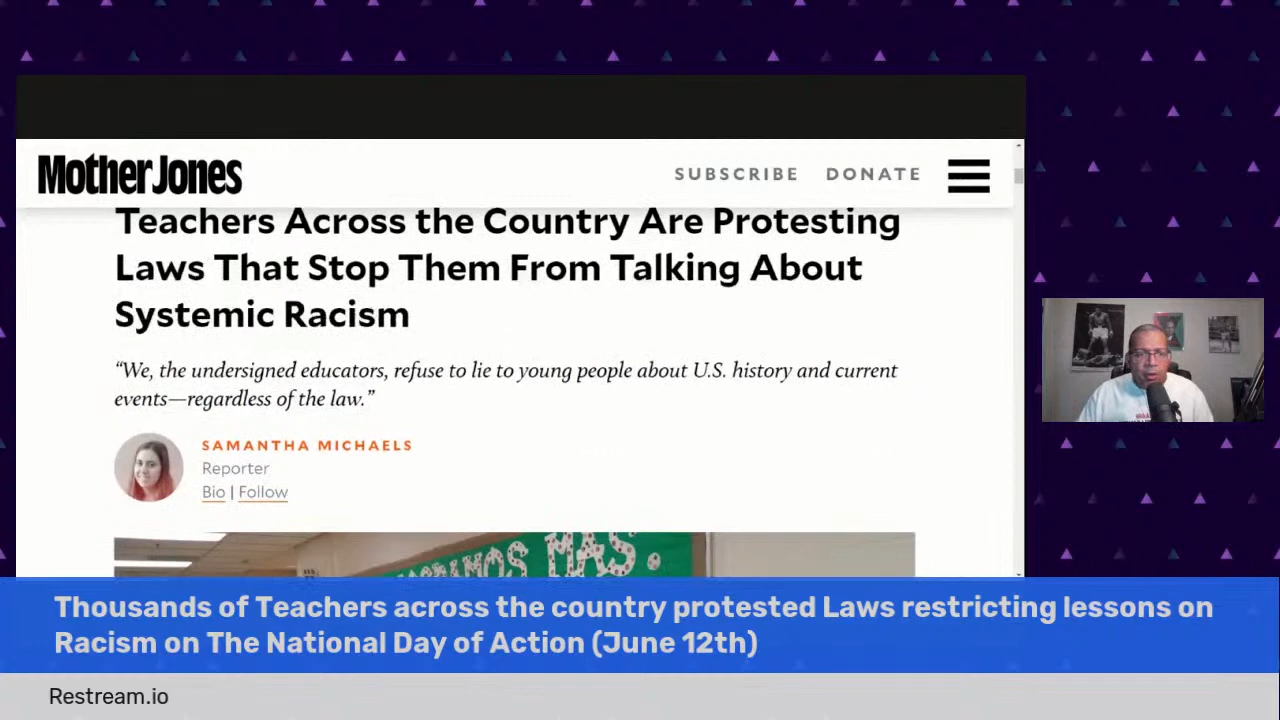 Mother Jones
SUBSCRIBE DONATE
Teachers Across the Country Are Protesting
Laws That Stop Them From Talking About
Systemic Racism
“We, the undersigned educators, refuse to lie to young people about U.S. history and current
events—regardless of the law.”
SAMANTHA MICHAELS
Reporter
Bio | Follow
MAS.
Thousands of Teachers across the country protested Laws restricting lessons on
Racism on The National Day of Action (June 12th)
Restream.io